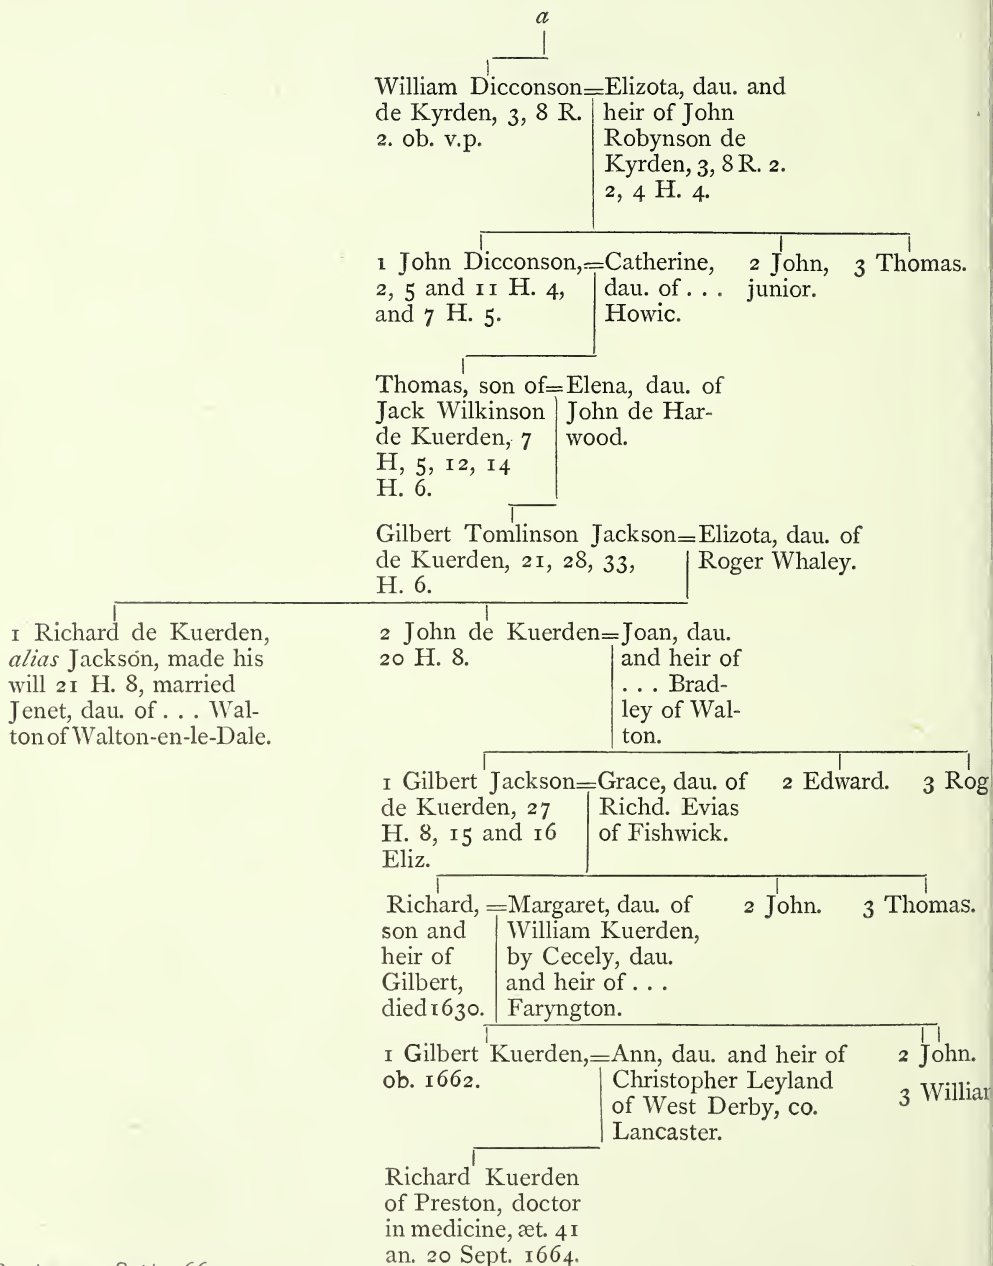 a
William Dicconson=Elizota, dau. and
de Kyrden, 3, 8 R. heir of John
2. ob. v.p. Robynson de
Kyrden, 3, 8 R. 2.
2, 4 H. 4.
1 John Dicconson,=Catherine, 2 John, 3 Thomas.
2, 5 and 11 H. 4, dau. of . . . junior.
and 7 H. 5. Howic.
Thomas, son of=Elena, dau. of
Jack Wilkinson John de Har-
de Kuerden, 7 wood.
H, 5, 12, 14
H. 6.
Gilbert Tomlinson Jackson=Elizota, dau. of
de Kuerden, 21, 28, 33, Roger Whaley.
H. 6.
1 Richard de Kuerden, 2 John de Kuerden=Joan, dau.
alias Jackson, made his 20 H. 8. and heir of
will 21 H. 8, married . . . Brad-
Jenet, dau. of . . . Wal- ley of Wal-
ton of Walton-en-le-Dale. ton.
1 Gilbert Jackson=Grace, dau. of 2 Edward. 3 Rog
de Kuerden, 27 Richd. Evias
H. 8, 15 and 16 of Fishwick.
Eliz.
Richard, =Margaret, dau. of 2 John. 3 Thomas.
son and William Kuerden,
heir of by Cecely, dau.
Gilbert, and heir of . . .
died 1630. Faryngton.
1 Gilbert Kuerden,=Ann, dau. and heir of 2 John.
ob. 1662. Christopher Leyland 3 Willia
of West Derby, co.
Lancaster.
Richard Kuerden
of Preston, doctor
in medicine, æt. 41
an. 20 Sept. 1664.